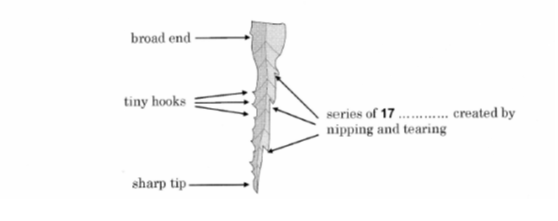 broad end
tiny hooks
series of 17 ............ created by
nipping and tearing
sharp tip